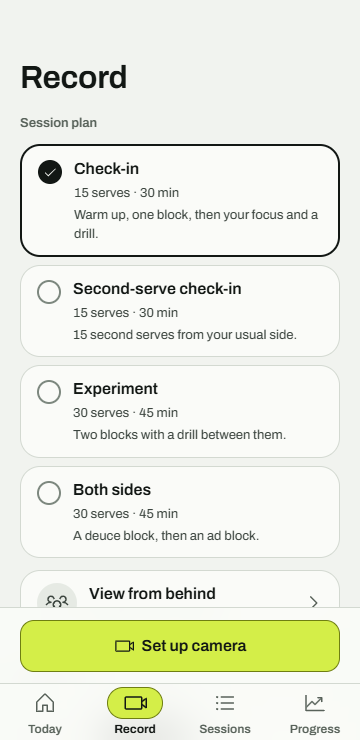 Record
Session plan
Check-in
15 serves · 30 min
Warm up, one block, then your focus and a
drill.
Second-serve check-in
15 serves · 30 min
15 second serves from your usual side.
Experiment
30 serves · 45 min
Two blocks with a drill between them.
Both sides
30 serves · 45 min
A deuce block, then an ad block.
View from behind
Set up camera
Today
Record
Sessions
Progress